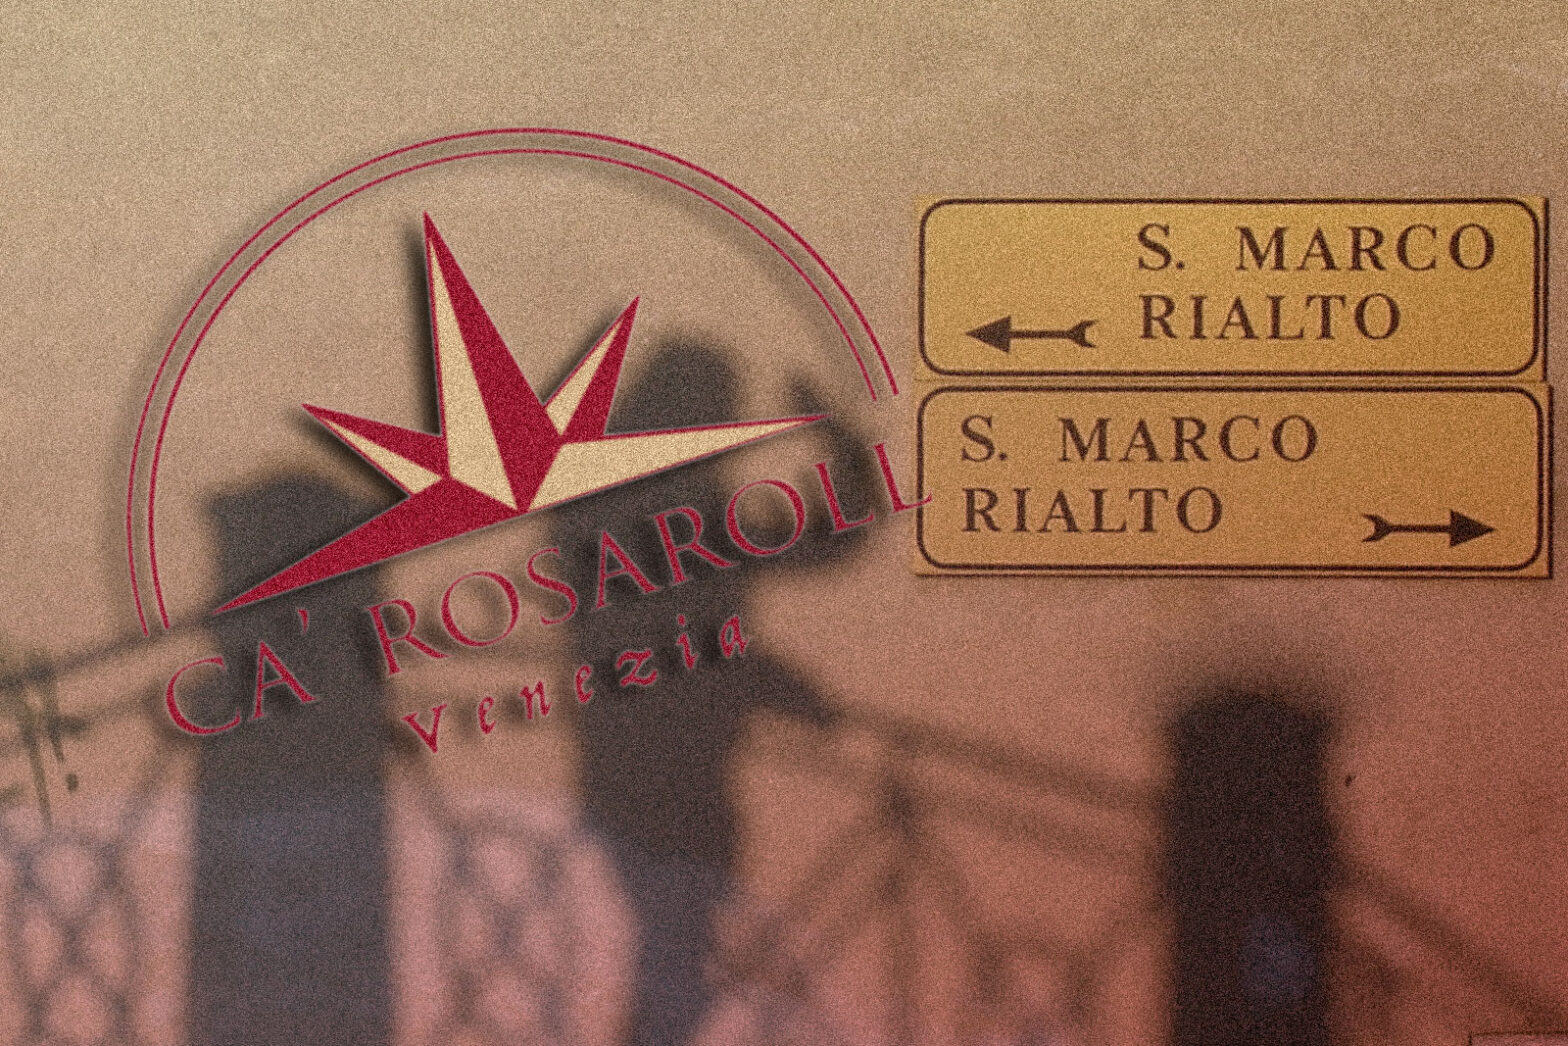 CA' ROSAROLL
venezia
S. MARCO
RIALTO
S. MARCO
RIALTO